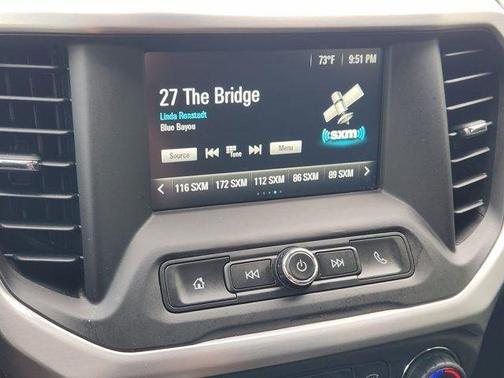 73°F 9:51 PM
27 The Bridge
Linda Ronstadt
Blue Bayou
sxm
Source Tune Menu
116 SXM 172 SXM 112 SXM 86 SXM 89 SXM